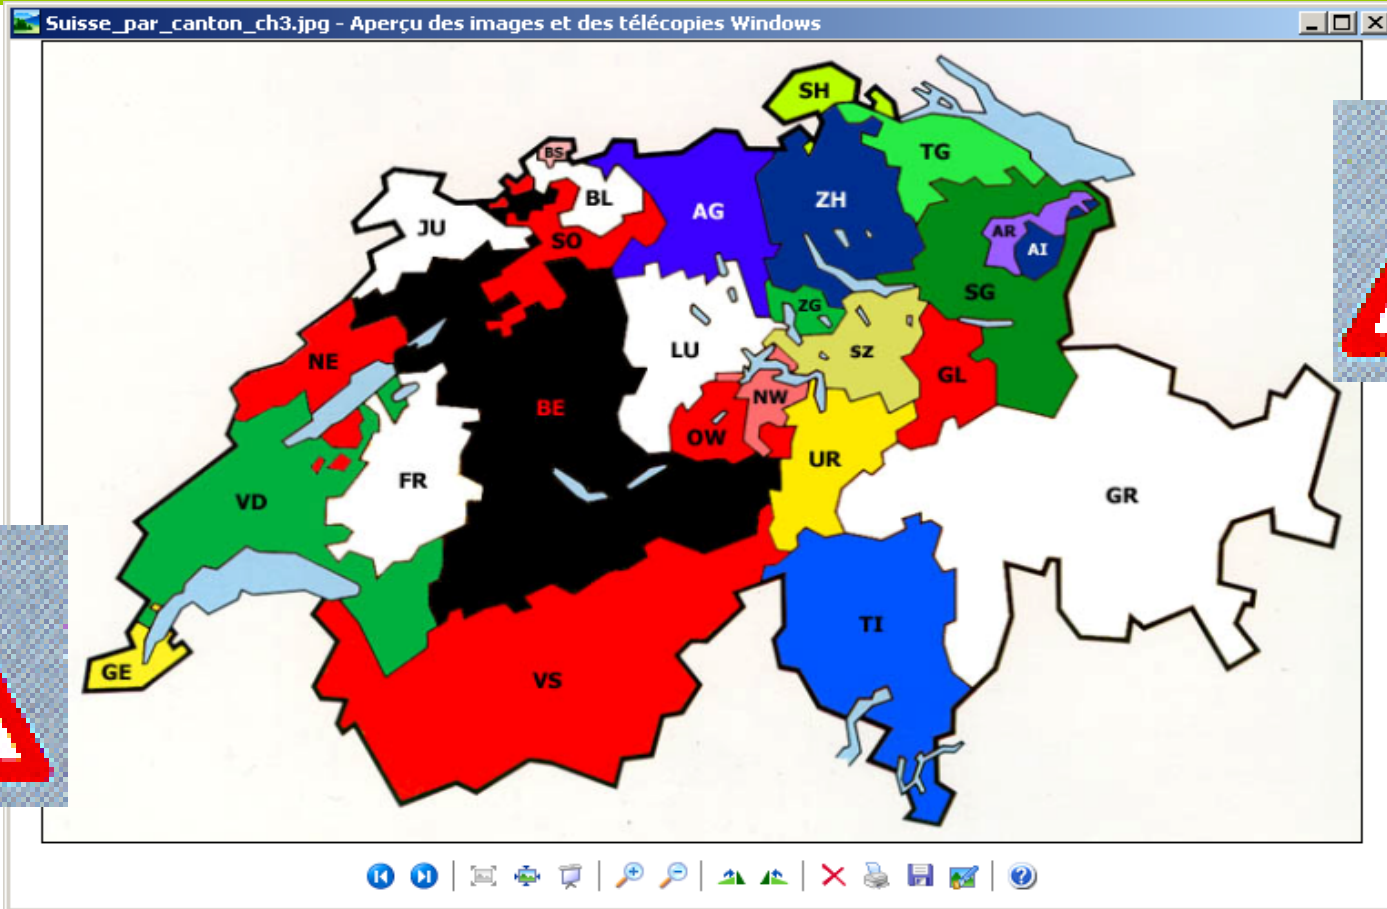 Suisse_par_canton_ch3.jpg - Aperçu des images et des télécopies Windows
SH
BS
TG
BL
AG
ZH
JU
SO
AR
AI
SG
ZG
LU
SZ
NE
GL
BE
NW
OW
UR
FR
VD
GR
TI
GE
VS